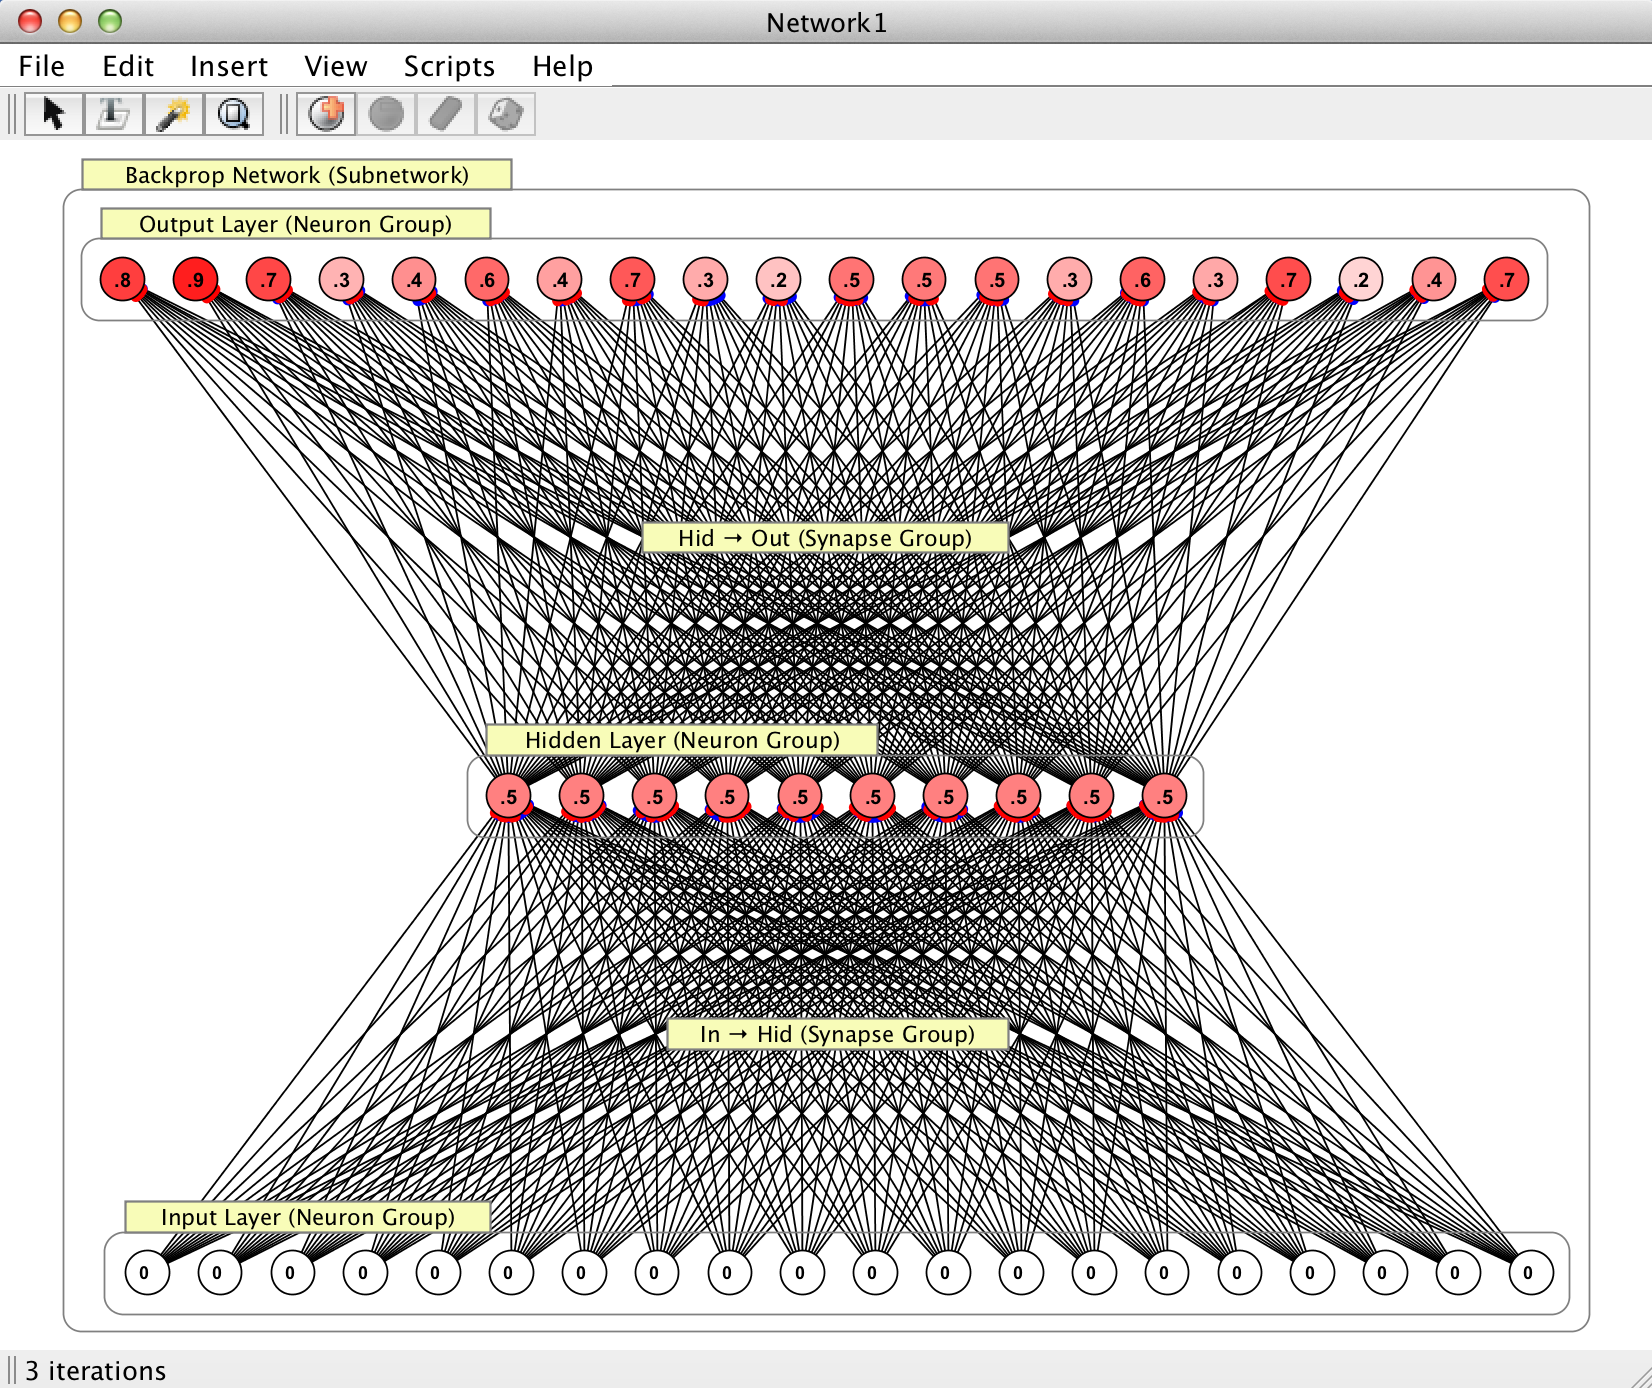 Network1
File Edit Insert View Scripts Help
Backprop Network (Subnetwork)
Output Layer (Neuron Group)
.8 .9 .7 .3 .4 .6 .4 .7 .3 .2 .5 .5 .5 .3 .6 .3 .7 .2 .4 .7
Hid → Out (Synapse Group)
Hidden Layer (Neuron Group)
.5 .5 .5 .5 .5 .5 .5 .5 .5 .5
In → Hid (Synapse Group)
Input Layer (Neuron Group)
0 0 0 0 0 0 0 0 0 0 0 0 0 0 0 0 0 0 0 0
3 iterations